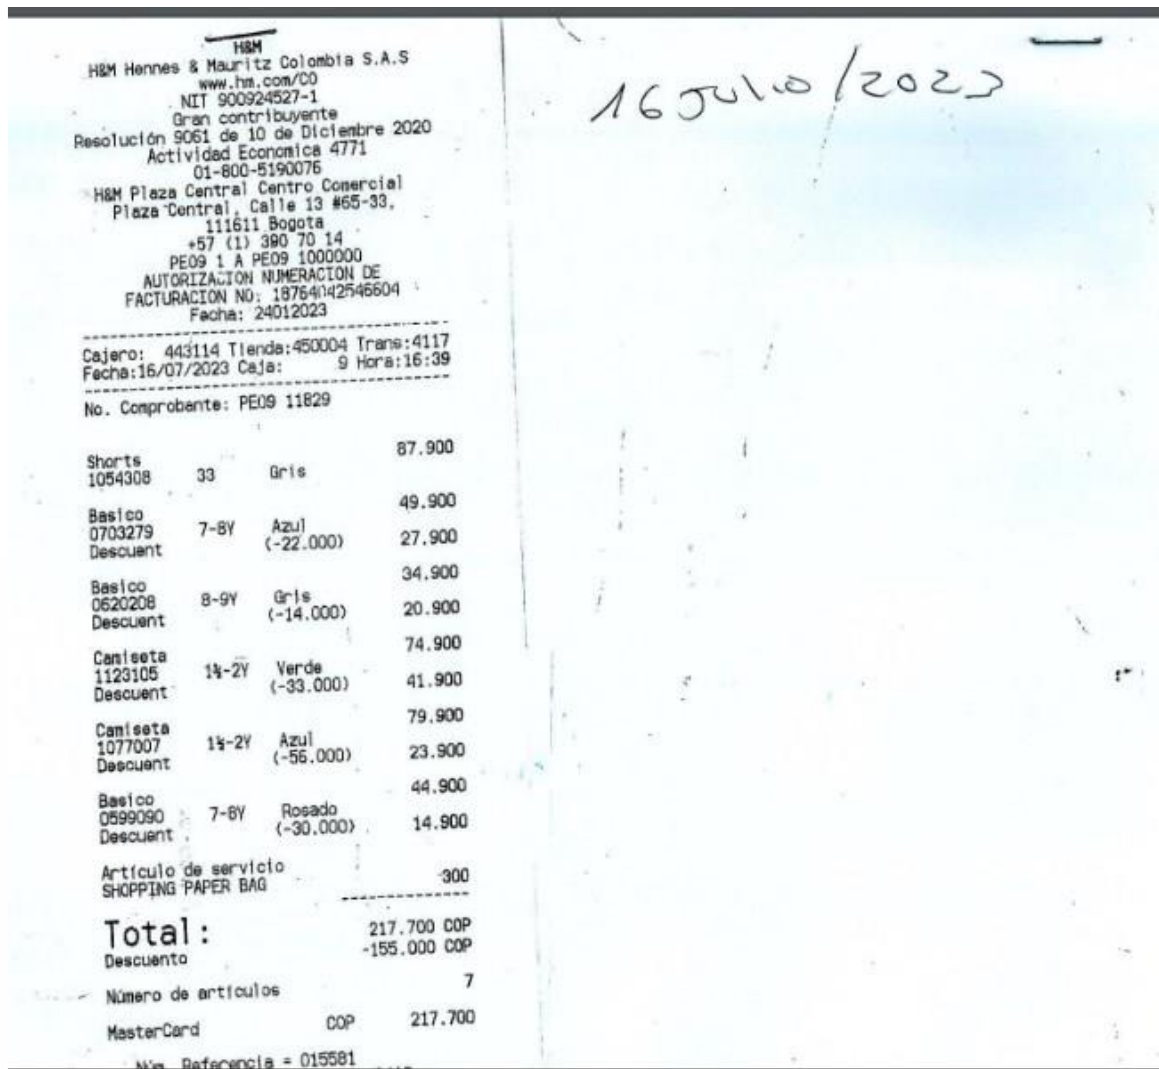 H&M
H&M Hennes & Mauritz Colombia S.A.S
www.hm.com/CO
NIT 900924527-1
Gran contribuyente
Resolución 9061 de 10 de Diciembre 2020
Actividad Economica 4771
01-800-5190076
H&M Plaza Central Centro Comercial
Plaza Central, Calle 13 #65-33,
111611 Bogota
+57 (1) 390 70 14
PE09 1 A PE09 1000000
AUTORIZACION NUMERACION DE
FACTURACION NO: 18764042546604
Fecha: 24012023
16 Julio/2023
Cajero: 443114 Tienda:450004 Trans:4117
Fecha:16/07/2023 Caja: 9 Hora:16:39
No. Comprobante: PE09 11829
Shorts 87.900
1054308 33 Gris
Basico 49.900
0703279 7-8Y Azul
Descuent (-22.000) 27.900
Basico 34.900
0620208 8-9Y Gris
Descuent (-14.000) 20.900
Camiseta 74.900
1123105 1½-2Y Verde
Descuent (-33.000) 41.900
Camiseta 79.900
1077007 1½-2Y Azul
Descuent (-56.000) 23.900
Basico 44.900
0599090 7-8Y Rosado
Descuent (-30.000) 14.900
Artículo de servicio
SHOPPING PAPER BAG 300
Total: 217.700 COP
Descuento -155.000 COP
Número de artículos 7
MasterCard COP 217.700
Núm. Referencia = 015581